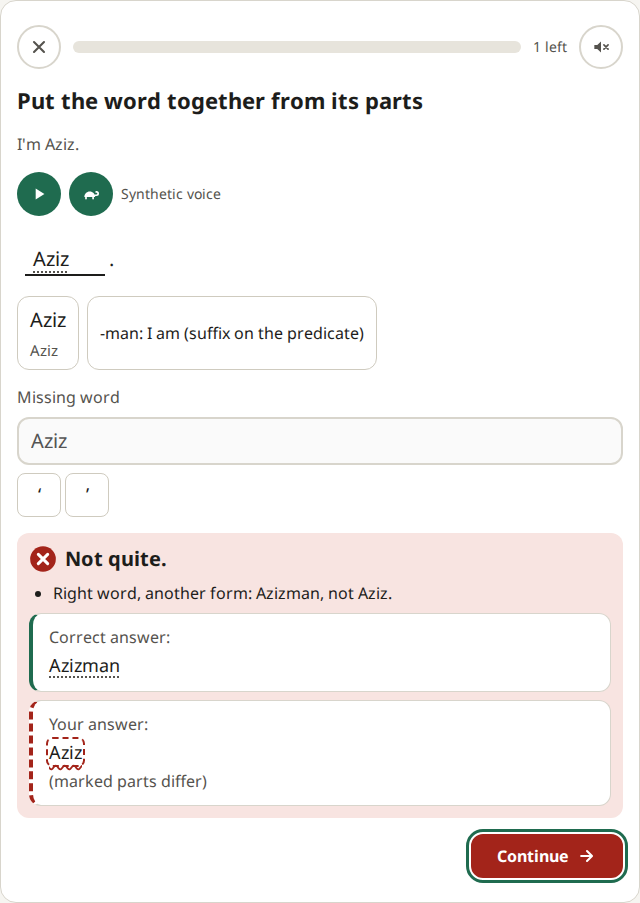 1 left
Put the word together from its parts
I'm Aziz.
Synthetic voice
Aziz .
Aziz
Aziz
-man: I am (suffix on the predicate)
Missing word
Aziz
ʻ ʼ
Not quite.
• Right word, another form: Azizman, not Aziz.
Correct answer:
Azizman
Your answer:
Aziz
(marked parts differ)
Continue →